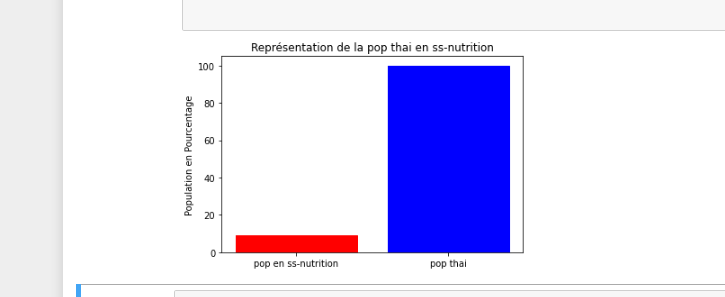 Représentation de la pop thai en ss-nutrition
Population en Pourcentage
100
80
60
40
20
0
pop en ss-nutrition
pop thai